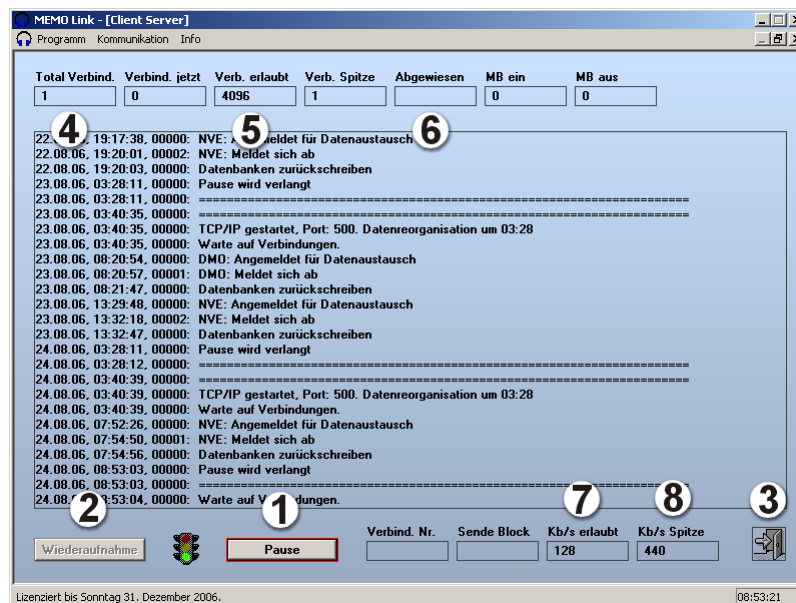 MEMO Link - [Client Server]
Programm Kommunikation Info
Total Verbind. Verbind. jetzt Verb. erlaubt Verb. Spitze Abgewiesen MB ein MB aus
1 0 4096 1 0 0
4 5 6
22.08.06, 19:17:38, 00000: NVE: Angemeldet für Datenaustausch
22.08.06, 19:20:01, 00002: NVE: Meldet sich ab
22.08.06, 19:20:03, 00000: Datenbanken zurückschreiben
23.08.06, 03:28:11, 00000: Pause wird verlangt
23.08.06, 03:28:11, 00000: ======================================================================
23.08.06, 03:40:35, 00000: ======================================================================
23.08.06, 03:40:35, 00000: TCP/IP gestartet, Port: 500. Datenreorganisation um 03:28
23.08.06, 03:40:35, 00000: Warte auf Verbindungen.
23.08.06, 08:20:54, 00000: DMO: Angemeldet für Datenaustausch
23.08.06, 08:20:57, 00001: DMO: Meldet sich ab
23.08.06, 08:21:47, 00000: Datenbanken zurückschreiben
23.08.06, 13:29:48, 00000: NVE: Angemeldet für Datenaustausch
23.08.06, 13:32:18, 00002: NVE: Meldet sich ab
23.08.06, 13:32:47, 00000: Datenbanken zurückschreiben
24.08.06, 03:28:11, 00000: Pause wird verlangt
24.08.06, 03:28:12, 00000: ======================================================================
24.08.06, 03:40:39, 00000: ======================================================================
24.08.06, 03:40:39, 00000: TCP/IP gestartet, Port: 500. Datenreorganisation um 03:28
24.08.06, 03:40:39, 00000: Warte auf Verbindungen.
24.08.06, 07:52:26, 00000: NVE: Angemeldet für Datenaustausch
24.08.06, 07:54:50, 00001: NVE: Meldet sich ab
24.08.06, 07:54:56, 00000: Datenbanken zurückschreiben
24.08.06, 08:53:03, 00000: Pause wird verlangt
24.08.06, 08:53:03, 00000: ======================================================================
24.08.06, 08:53:04, 00000: Warte auf Verbindungen.
2 1 7 8 3
Verbind. Nr. Sende Block Kb/s erlaubt Kb/s Spitze
Wiederaufnahme Pause 128 440
Lizenziert bis Sonntag 31. Dezember 2006. 08:53:21